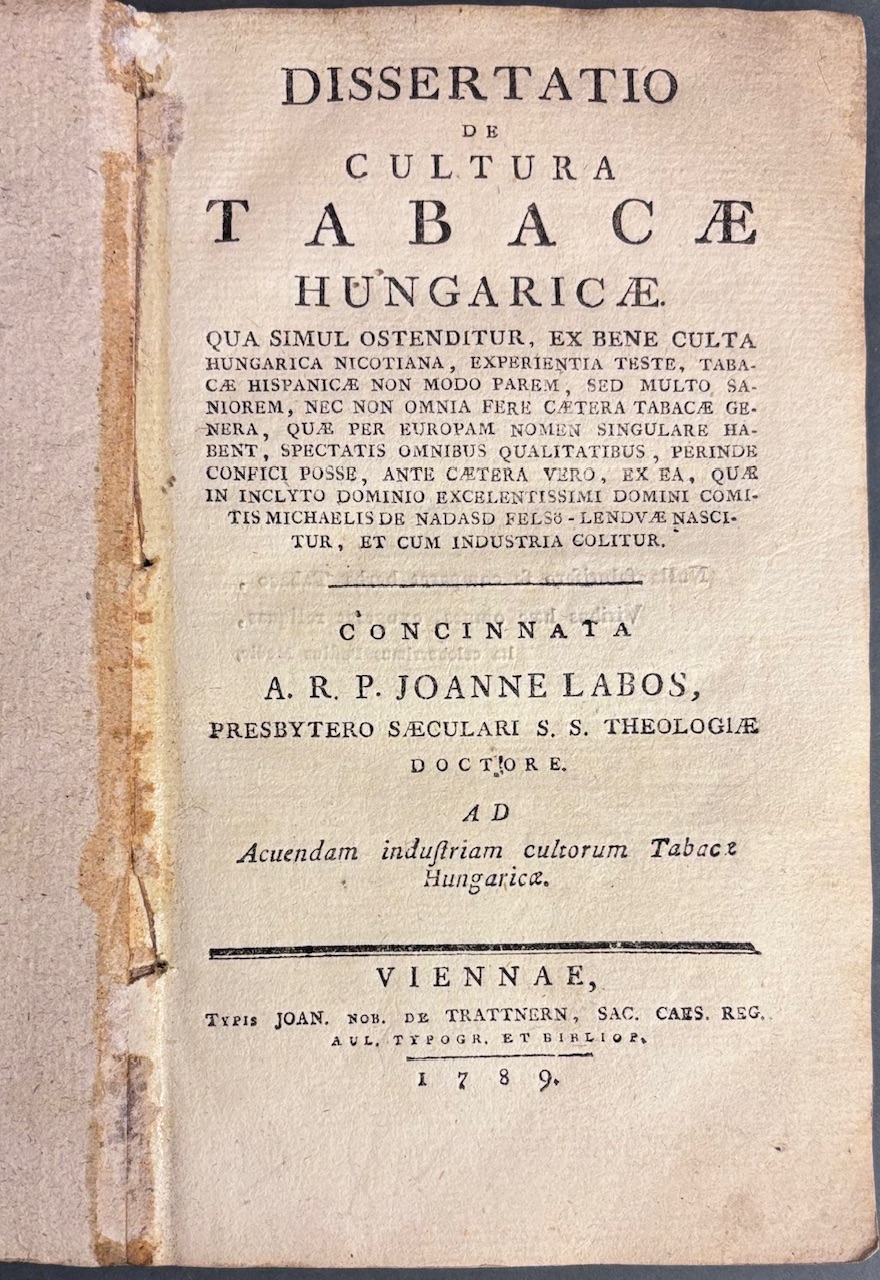 DISSERTATIO
DE
CULTURA
TABACÆ
HUNGARICÆ.
QUA SIMUL OSTENDITUR, EX BENE CULTA
HUNGARICA NICOTIANA, EXPERIENTIA TESTE, TABA-
CÆ HISPANICÆ NON MODO PAREM, SED MULTO SA-
NIOREM, NEC NON OMNIA FERE CÆTERA TABACÆ GE-
NERA, QUÆ PER EUROPAM NOMEN SINGULARE HA-
BENT, SPECTATIS OMNIBUS QUALITATIBUS, PERINDE
CONFICI POSSE, ANTE CÆTERA VERO, EX EA, QUÆ
IN INCLYTO DOMINIO EXCELENTISSIMI DOMINI COMI-
TIS MICHAELIS DE NADASD FELSö-LENDVÆ NASCI-
TUR, ET CUM INDUSTRIA COLITUR.
CONCINNATA
A. R. P. JOANNE LABOS,
PRESBYTERO SÆCULARI S. S. THEOLOGIÆ
DOCTORE.
AD
Acuendam induſtriam cultorum Tabacæ
Hungaricæ.
VIENNAE,
TYPIS JOAN. NOB. DE TRATTNERN, SAC. CAES. REG.
AUL. TYPOGR. ET BIBLIOP.
1789.